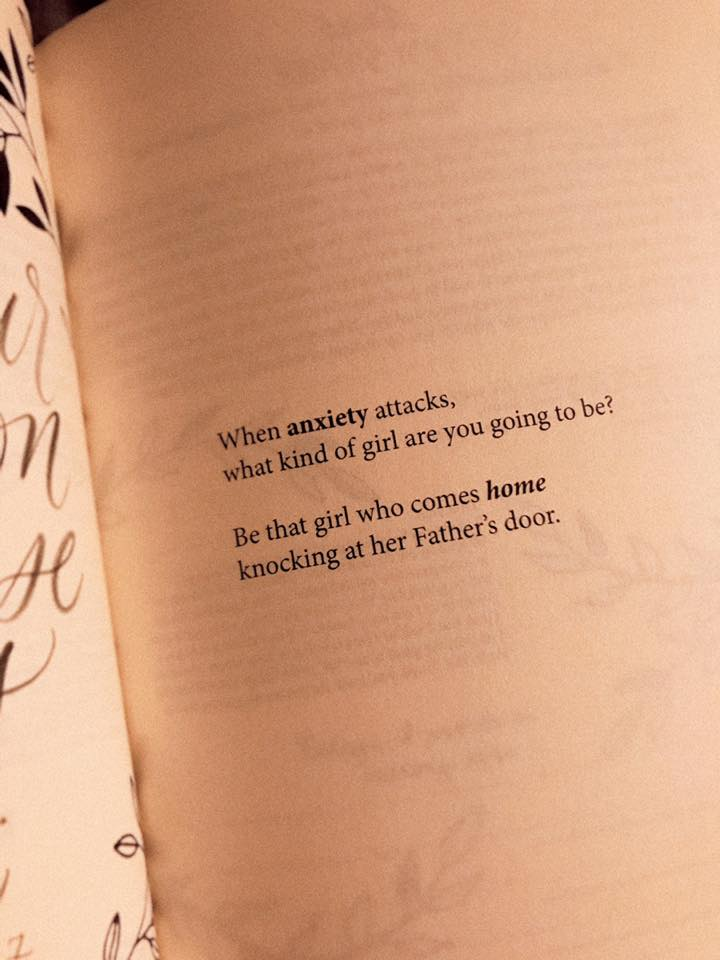 When anxiety attacks,
what kind of girl are you going to be?
Be that girl who comes home
knocking at her Father's door.